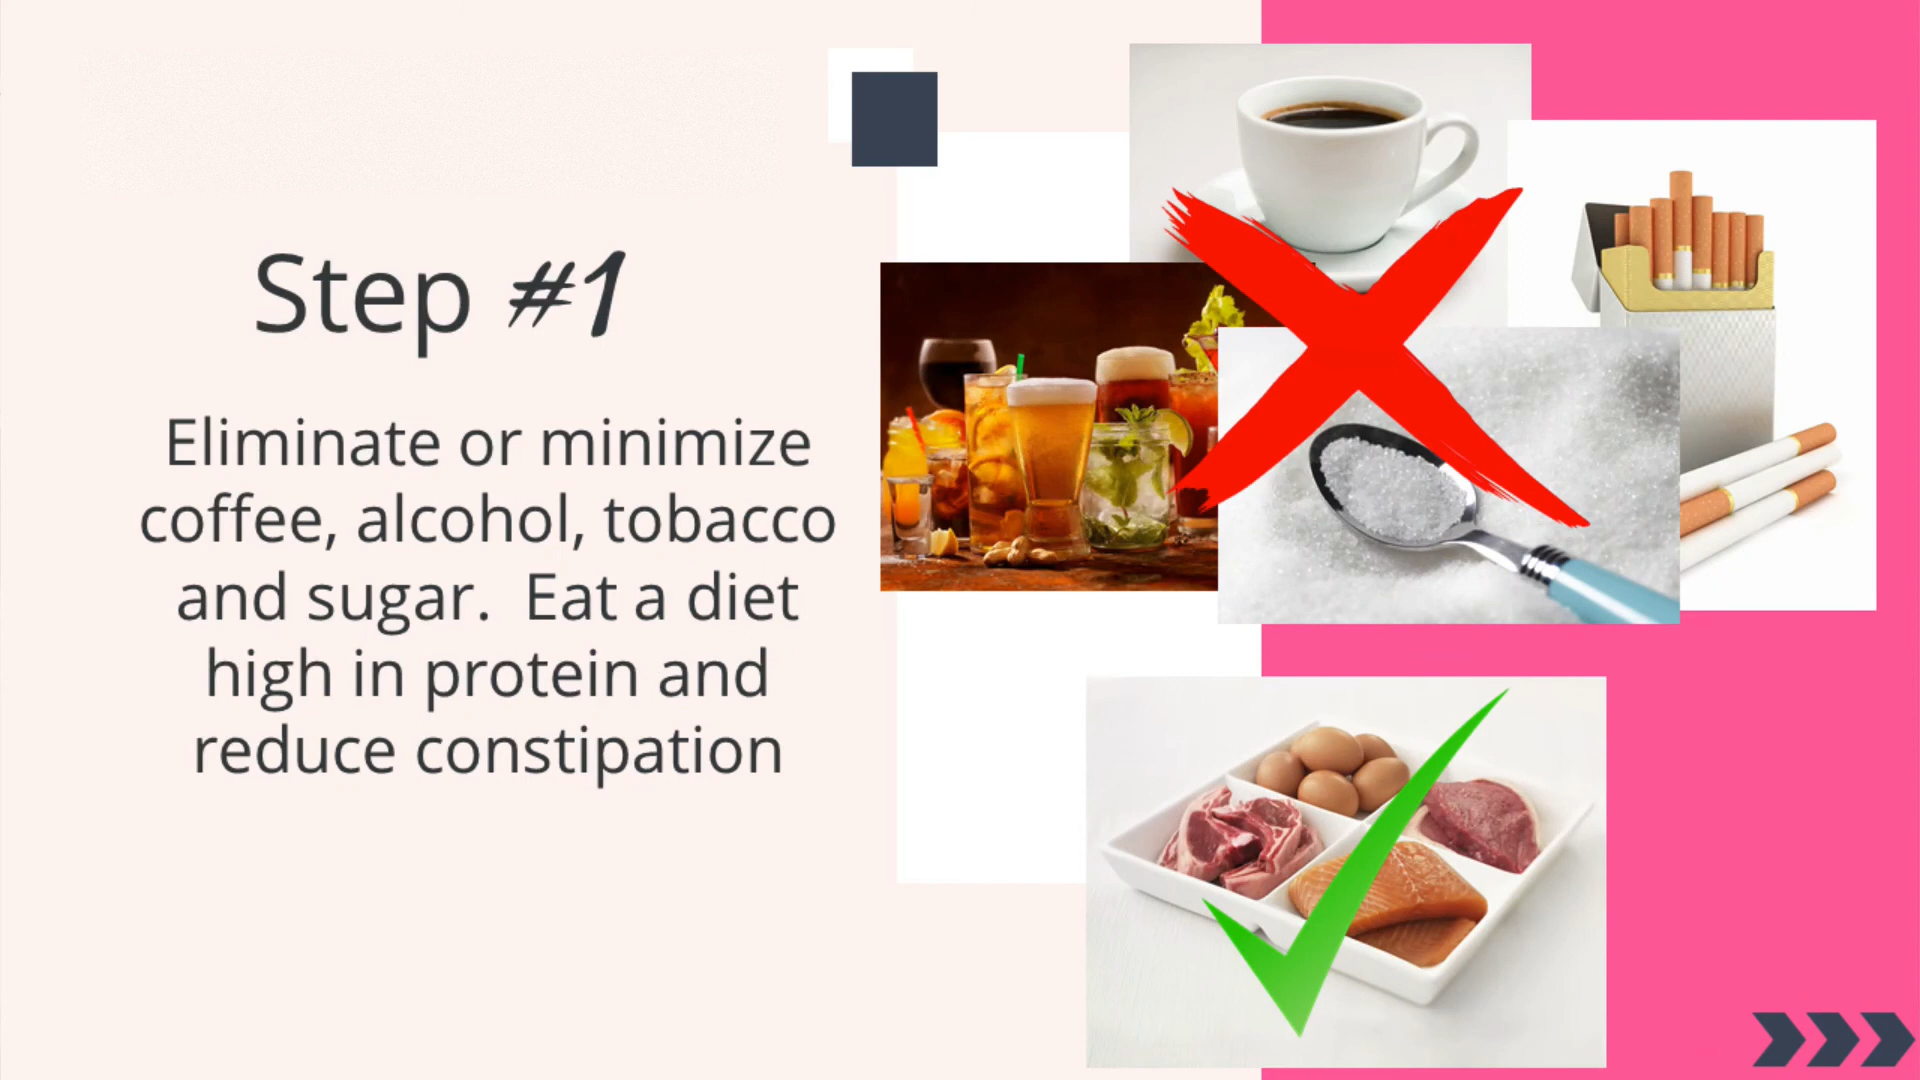 Step #1
Eliminate or minimize
coffee, alcohol, tobacco
and sugar.  Eat a diet
high in protein and
reduce constipation